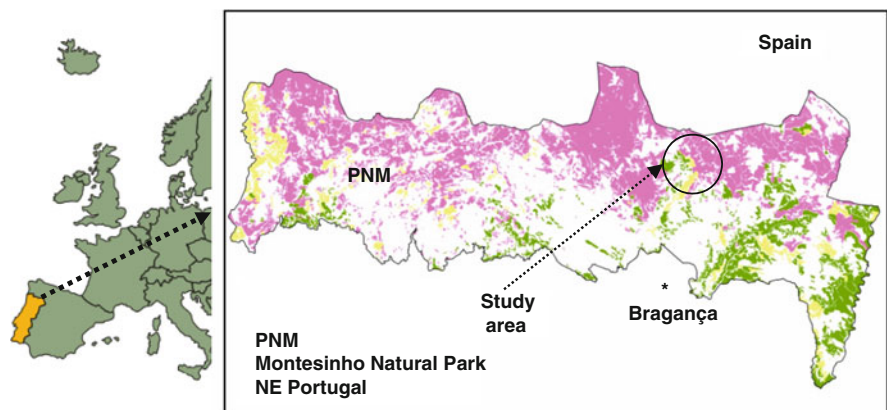 Spain
PNM
Study
area
*
Bragança
PNM
Montesinho Natural Park
NE Portugal